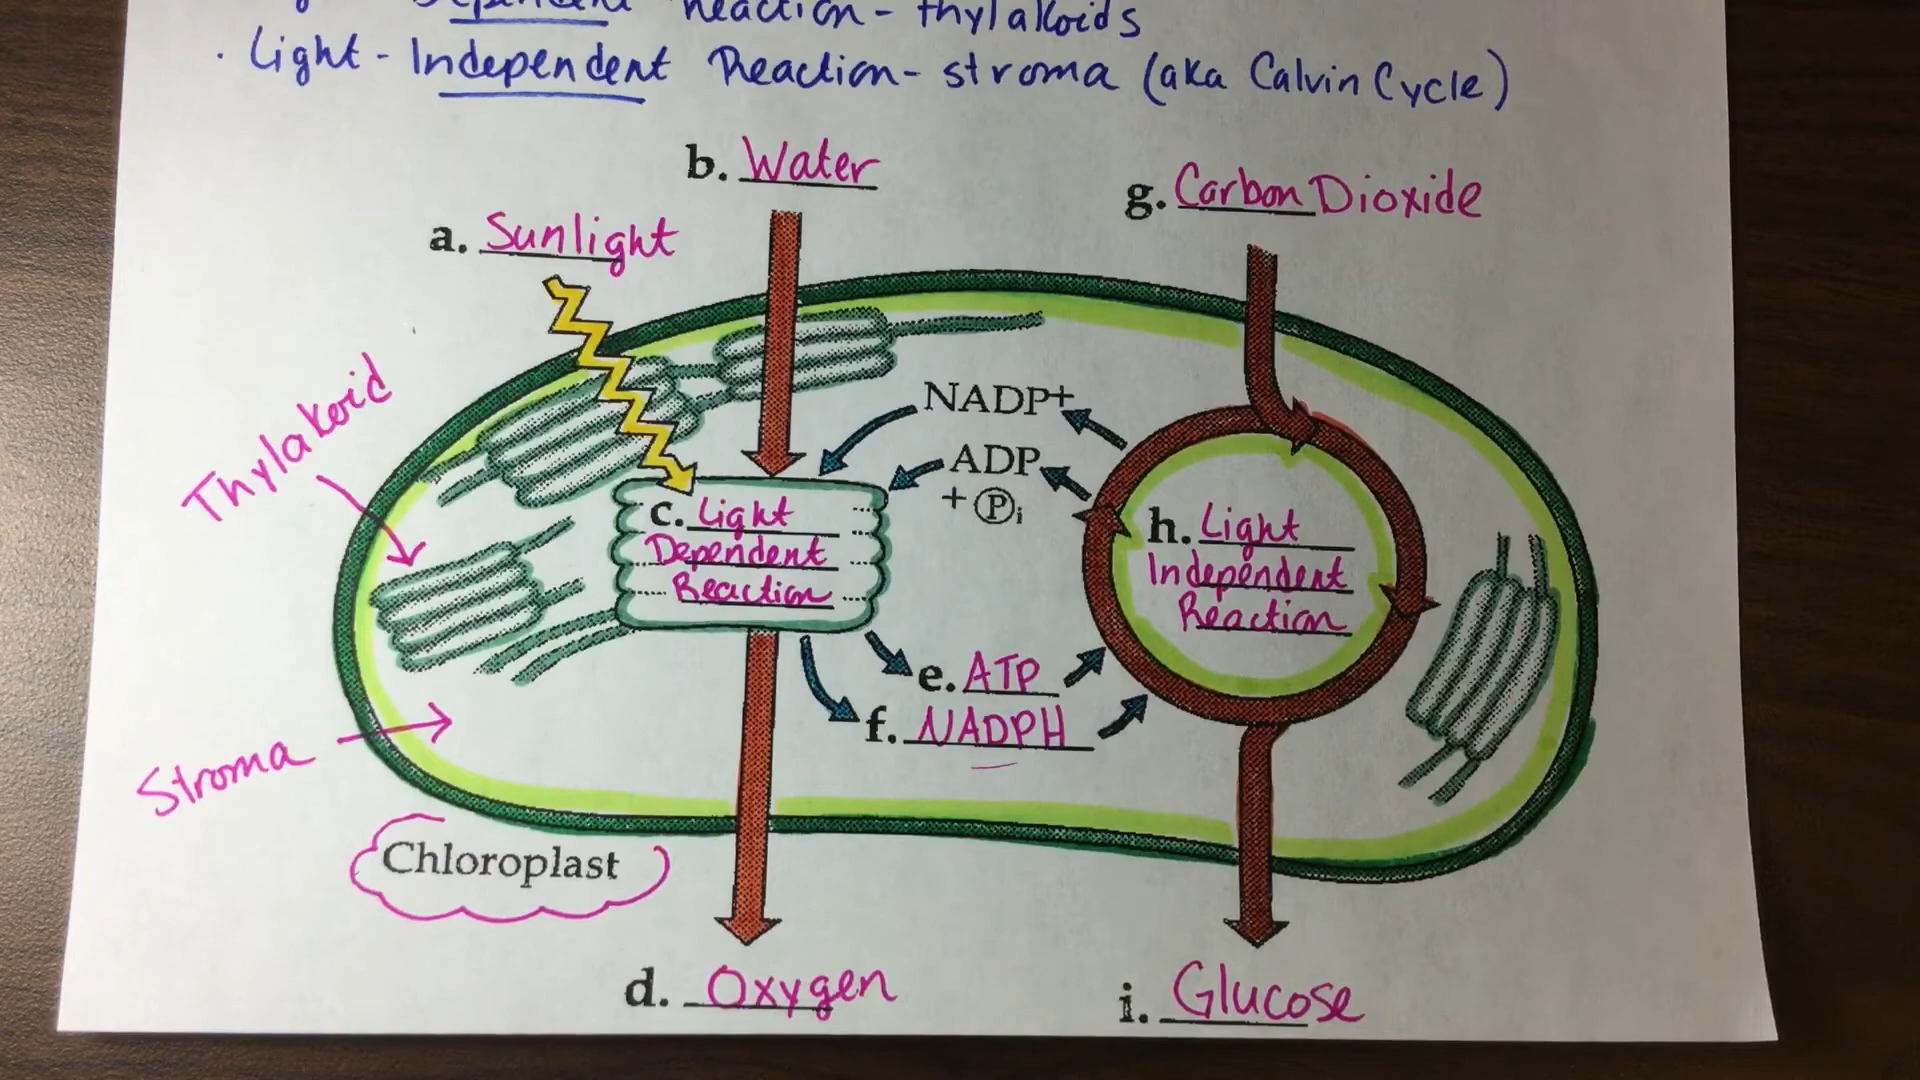 Dependent Reaction - thylakoids
· Light - Independent Reaction - stroma (aka Calvin Cycle)
b. Water
g. Carbon Dioxide
a. Sunlight
Thylakoid
NADP+
ADP
+ Pi
c. Light
Dependent
Reaction
h. Light
Independent
Reaction
e. ATP
f. NADPH
Stroma
Chloroplast
d. Oxygen
i. Glucose